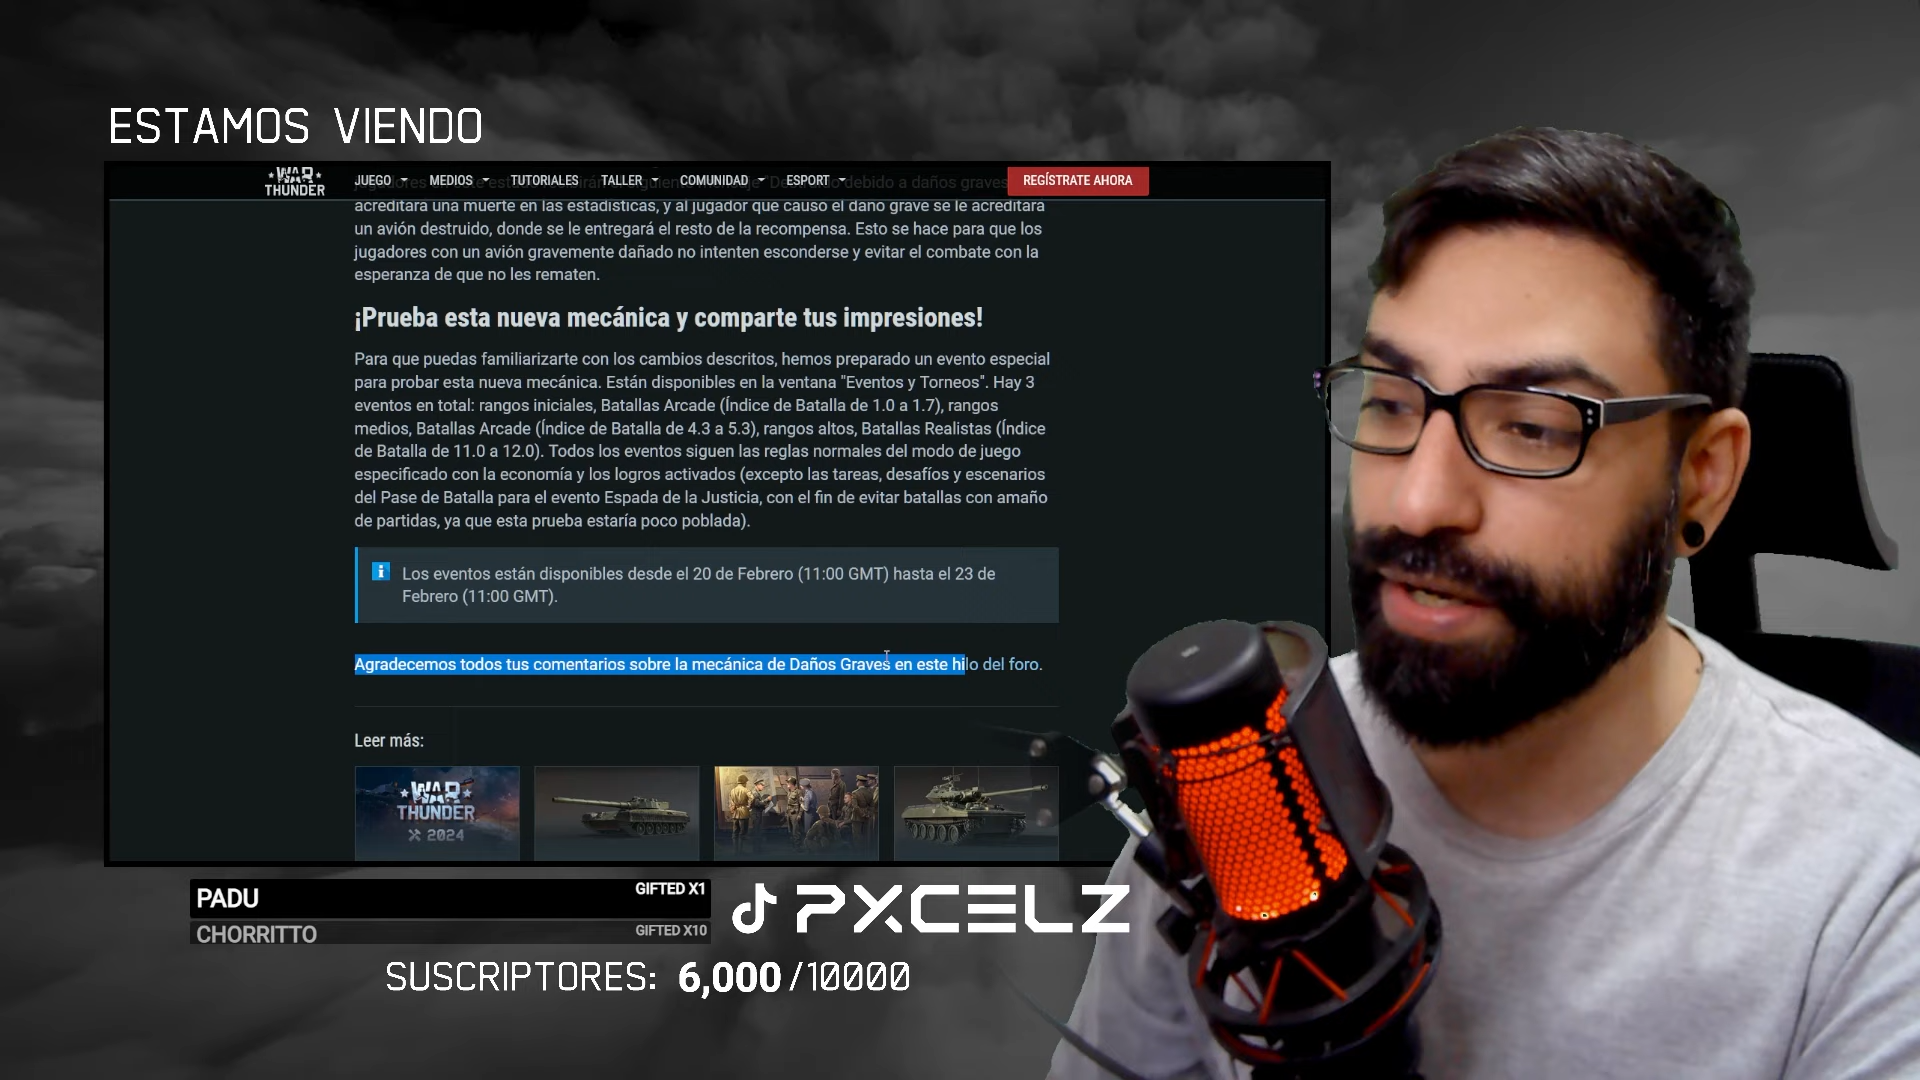 ESTAMOS VIENDO
WAR THUNDER
JUEGO MEDIOS TUTORIALES TALLER COMUNIDAD ESPORT REGÍSTRATE AHORA
acreditará una muerte en las estadísticas, y al jugador que causó el daño grave se le acreditará
un avión destruido, donde se le entregará el resto de la recompensa. Esto se hace para que los
jugadores con un avión gravemente dañado no intenten esconderse y evitar el combate con la
esperanza de que no les rematen.
¡Prueba esta nueva mecánica y comparte tus impresiones!
Para que puedas familiarizarte con los cambios descritos, hemos preparado un evento especial
para probar esta nueva mecánica. Están disponibles en la ventana "Eventos y Torneos". Hay 3
eventos en total: rangos iniciales, Batallas Arcade (Índice de Batalla de 1.0 a 1.7), rangos
medios, Batallas Arcade (Índice de Batalla de 4.3 a 5.3), rangos altos, Batallas Realistas (Índice
de Batalla de 11.0 a 12.0). Todos los eventos siguen las reglas normales del modo de juego
especificado con la economía y los logros activados (excepto las tareas, desafíos y escenarios
del Pase de Batalla para el evento Espada de la Justicia, con el fin de evitar batallas con amaño
de partidas, ya que esta prueba estaría poco poblada).
i
Los eventos están disponibles desde el 20 de Febrero (11:00 GMT) hasta el 23 de
Febrero (11:00 GMT).
Agradecemos todos tus comentarios sobre la mecánica de Daños Graves en este hilo del foro.
Leer más:
WAR
THUNDER
2024
PADU GIFTED X1
CHORRITTO GIFTED X10
PXCELZ
SUSCRIPTORES: 6,000 /10000